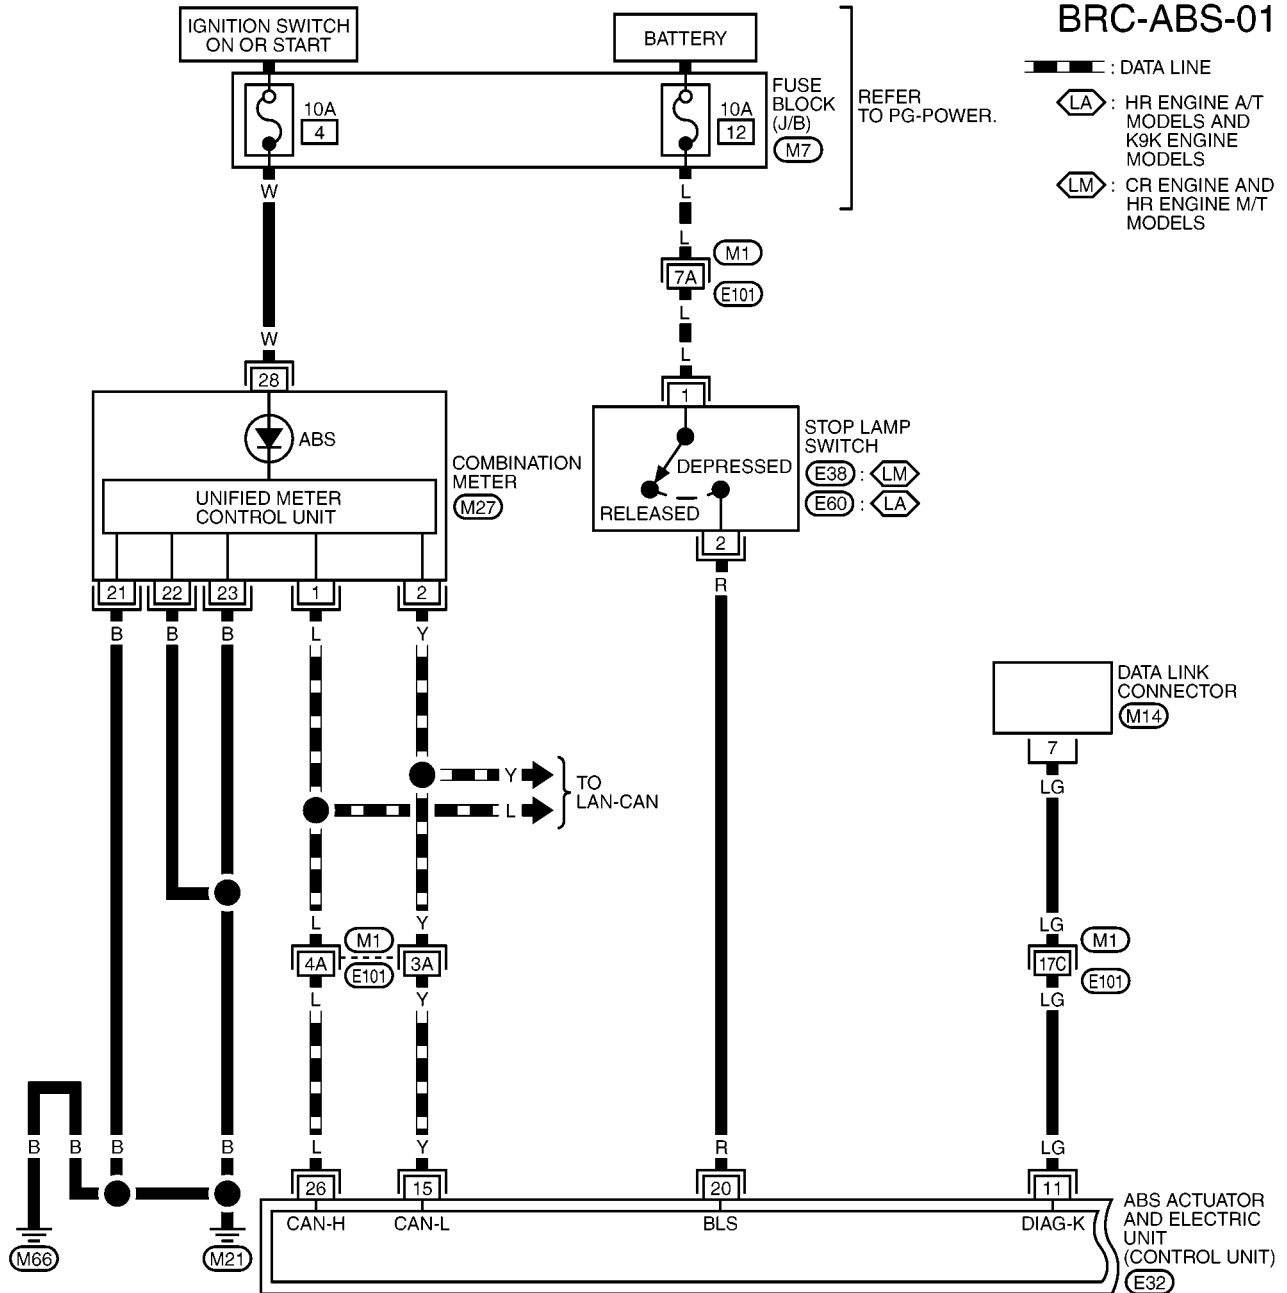 BRC-ABS-01
IGNITION SWITCH
ON OR START
BATTERY
: DATA LINE
LA : HR ENGINE A/T
MODELS AND
K9K ENGINE
MODELS
LM : CR ENGINE AND
HR ENGINE M/T
MODELS
10A
4
10A
12
FUSE
BLOCK
(J/B)
M7
REFER
TO PG-POWER.
W
L
L
M1
7A
E101
L
W
L
28
1
ABS
UNIFIED METER
CONTROL UNIT
COMBINATION
METER
M27
DEPRESSED
RELEASED
STOP LAMP
SWITCH
E38 : LM
E60 : LA
2
21
22
23
1
2
R
B
B
B
L
Y
DATA LINK
CONNECTOR
M14
7
LG
Y
L
TO
LAN-CAN
L
Y
LG
M1
M1
4A
3A
17C
E101
E101
L
Y
LG
B
B
B
B
L
Y
R
LG
26
15
20
11
CAN-H
CAN-L
BLS
DIAG-K
M66
M21
ABS ACTUATOR
AND ELECTRIC
UNIT
(CONTROL UNIT)
E32